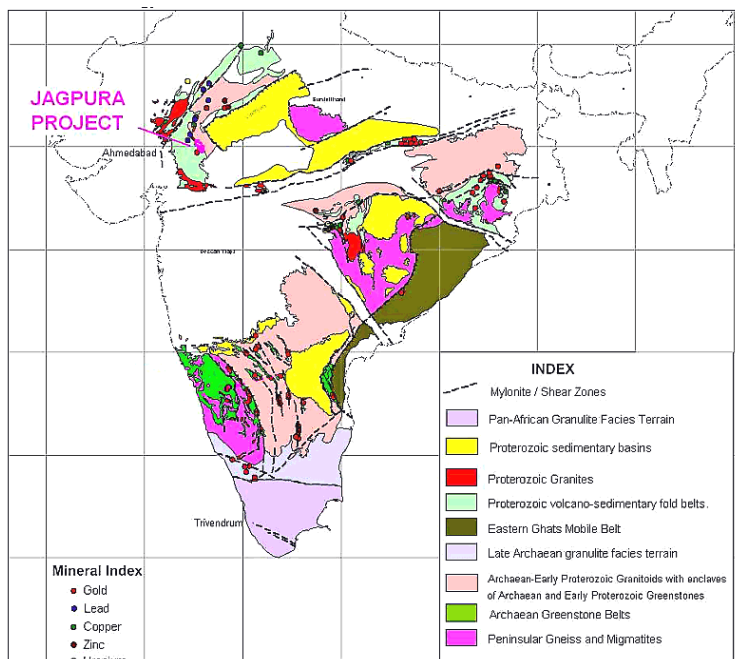 JAGPURA
PROJECT
Ahmedabad
Bundelkhand
Trivendrum
INDEX
Mylonite / Shear Zones
Pan-African Granulite Facies Terrain
Proterozoic sedimentary basins
Proterozoic Granites
Proterozoic volcano-sedimentary fold belts.
Eastern Ghats Mobile Belt
Late Archaean granulite facies terrain
Archaean-Early Proterozoic Granitoids with enclaves
of Archaean and Early Proterozoic Greenstones
Archaean Greenstone Belts
Peninsular Gneiss and Migmatites
Mineral Index
Gold
Lead
Copper
Zinc